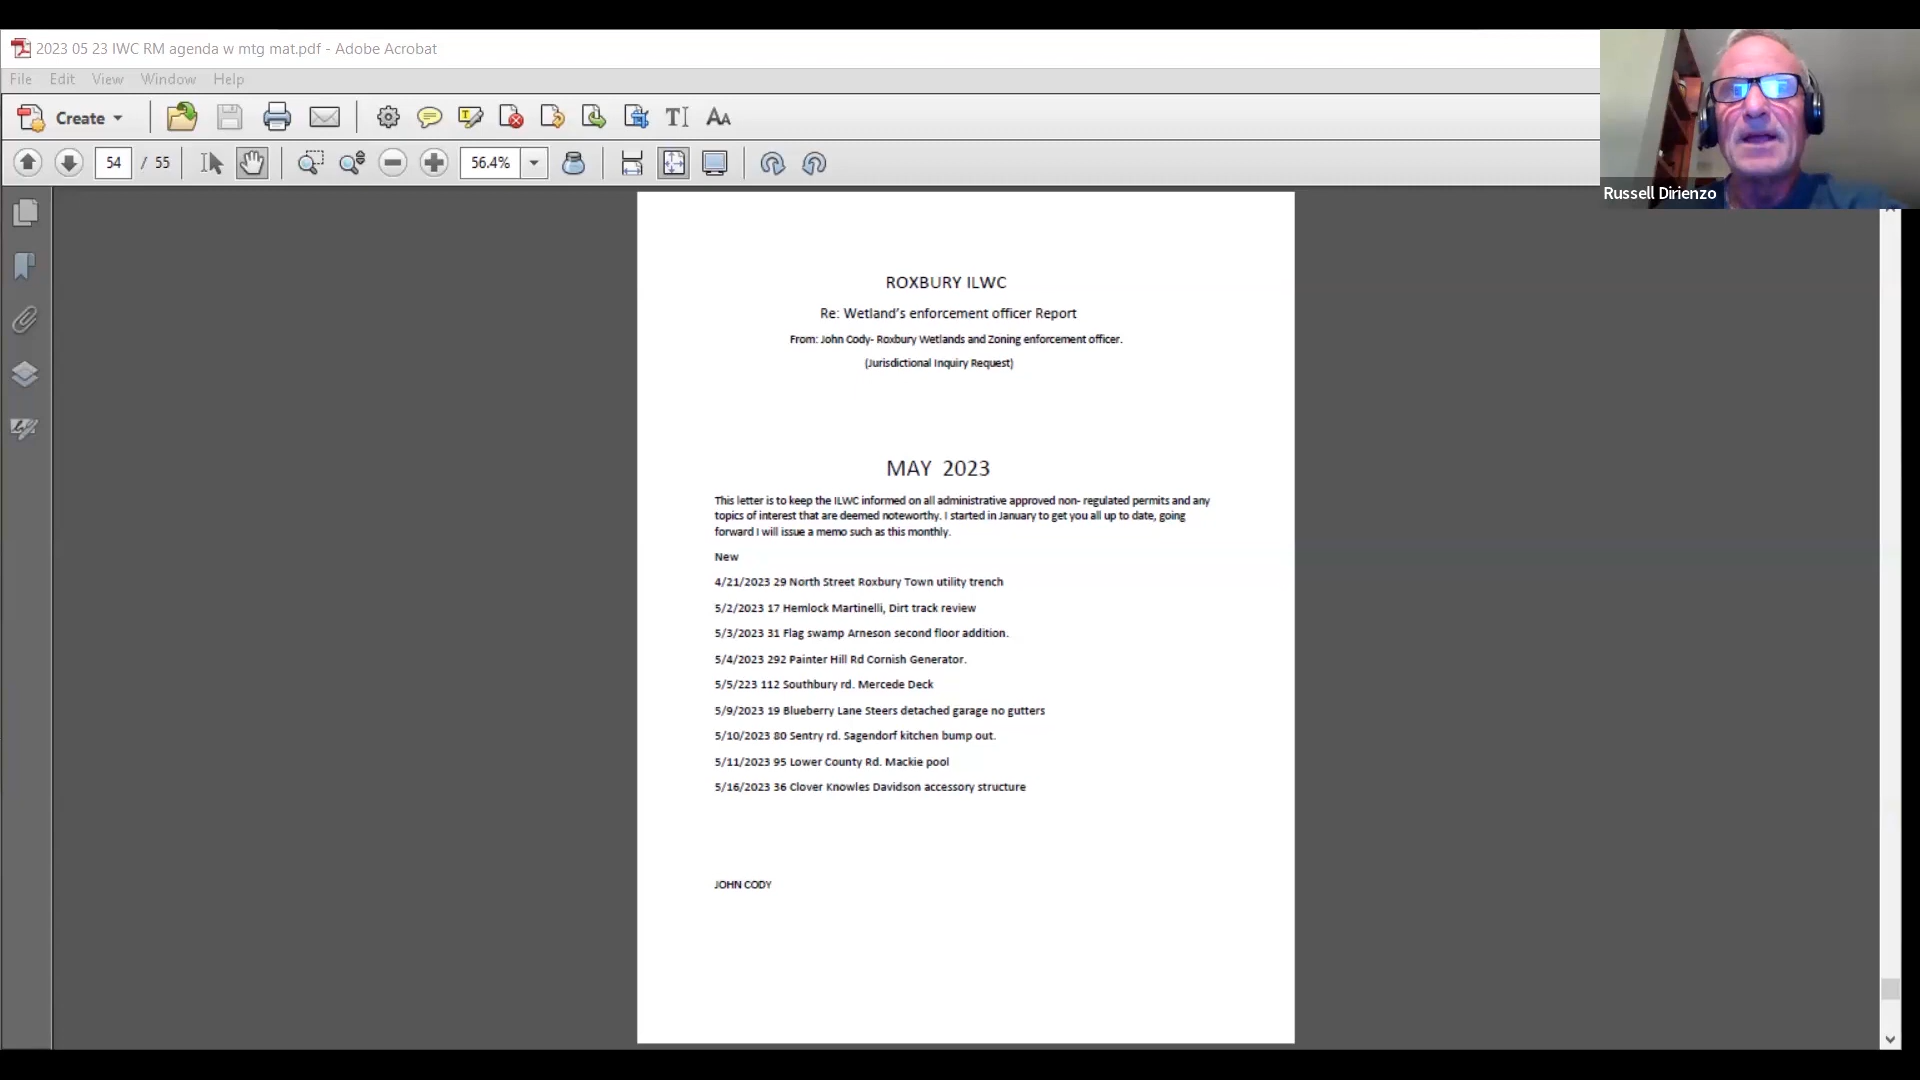 2023 05 23 IWC RM agenda w mtg mat.pdf - Adobe Acrobat
File Edit View Window Help
Create
54 / 55 56.4%
Russell Dirienzo
ROXBURY ILWC
Re: Wetland's enforcement officer Report
From: John Cody- Roxbury Wetlands and Zoning enforcement officer.
(Jurisdictional Inquiry Request)
MAY 2023
This letter is to keep the ILWC informed on all administrative approved non- regulated permits and any
topics of interest that are deemed noteworthy. I started in January to get you all up to date, going
forward I will issue a memo such as this monthly.
New
4/21/2023 29 North Street Roxbury Town utility trench
5/2/2023 17 Hemlock Martinelli, Dirt track review
5/3/2023 31 Flag swamp Arneson second floor addition.
5/4/2023 292 Painter Hill Rd Cornish Generator.
5/5/223 112 Southbury rd. Mercede Deck
5/9/2023 19 Blueberry Lane Steers detached garage no gutters
5/10/2023 80 Sentry rd. Sagendorf kitchen bump out.
5/11/2023 95 Lower County Rd. Mackie pool
5/16/2023 36 Clover Knowles Davidson accessory structure
JOHN CODY